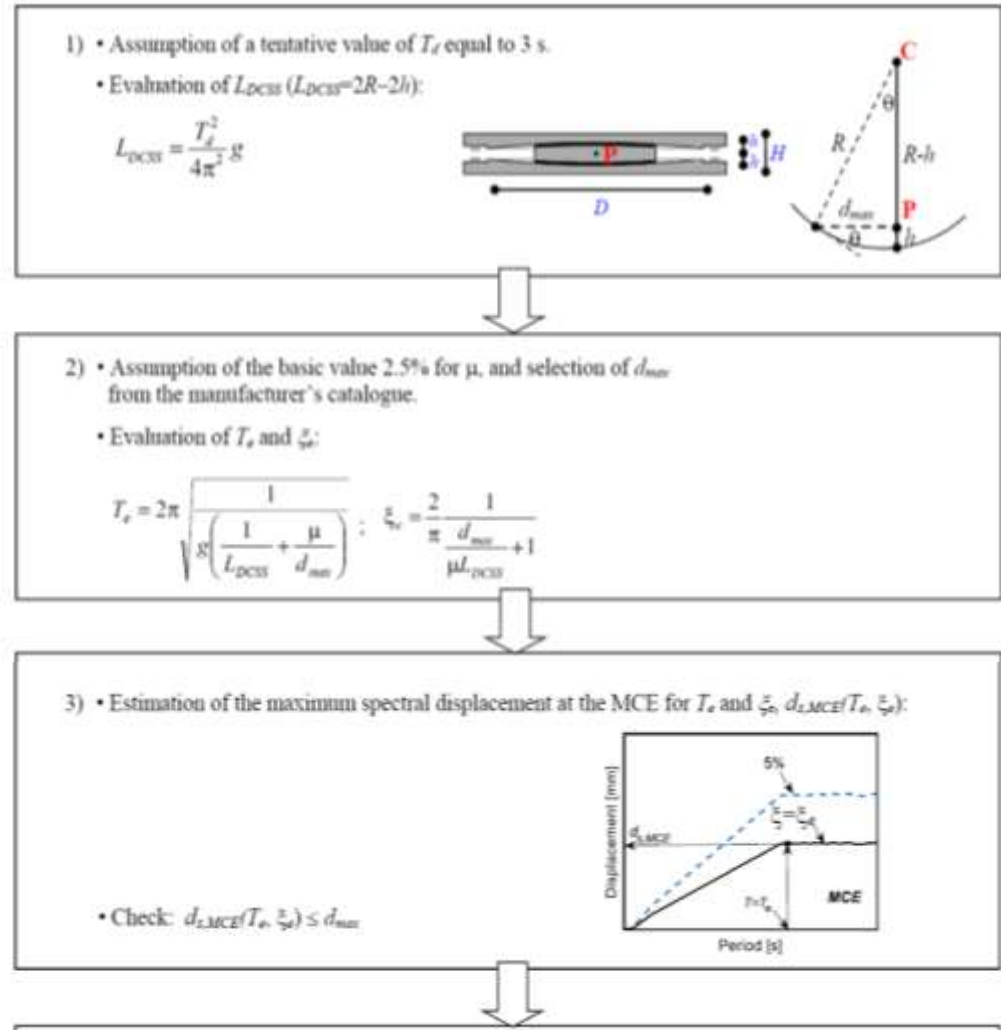 1) • Assumption of a tentative value of T_d equal to 3 s.
• Evaluation of L_DCSS (L_DCSS=2R–2h):
L_DCSS = T_d^2 / 4π^2 g
P
h
h
H
D
C
θ
R
R-h
d_max
P
θ
h
2) • Assumption of the basic value 2.5% for μ, and selection of d_max
from the manufacturer’s catalogue.
• Evaluation of T_e and ξ_e:
T_e = 2π √(1 / g(1/L_DCSS + μ/d_max)) ; ξ_e = 2/π 1/(d_max/μL_DCSS + 1)
3) • Estimation of the maximum spectral displacement at the MCE for T_e and ξ_e, d_s,MCE(T_e, ξ_e):
Displacement [mm]
5%
ξ=ξ_e
d_s,MCE
T=T_e
MCE
Period [s]
• Check: d_s,MCE(T_e, ξ_e) ≤ d_max